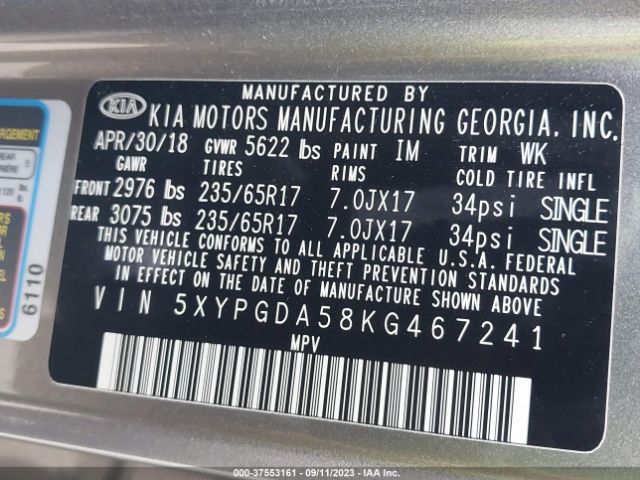 MANUFACTURED BY
KIA KIA MOTORS MANUFACTURING GEORGIA, INC.
APR/30/18 GVWR 5622 lbs PAINT IM TRIM WK
GAWR TIRES RIMS COLD TIRE INFL
FRONT 2976 lbs 235/65R17 7.0JX17 34psi SINGLE
REAR 3075 lbs 235/65R17 7.0JX17 34psi SINGLE
THIS VEHICLE CONFORMS TO ALL APPLICABLE U.S.A. FEDERAL
MOTOR VEHICLE SAFETY AND THEFT PREVENTION STANDARDS
IN EFFECT ON THE DATE OF MANUFACTURE SHOWN ABOVE.
VIN 5XYPGDA58KG467241
MPV
6110
000-37553161 - 09/11/2023 - IAAI